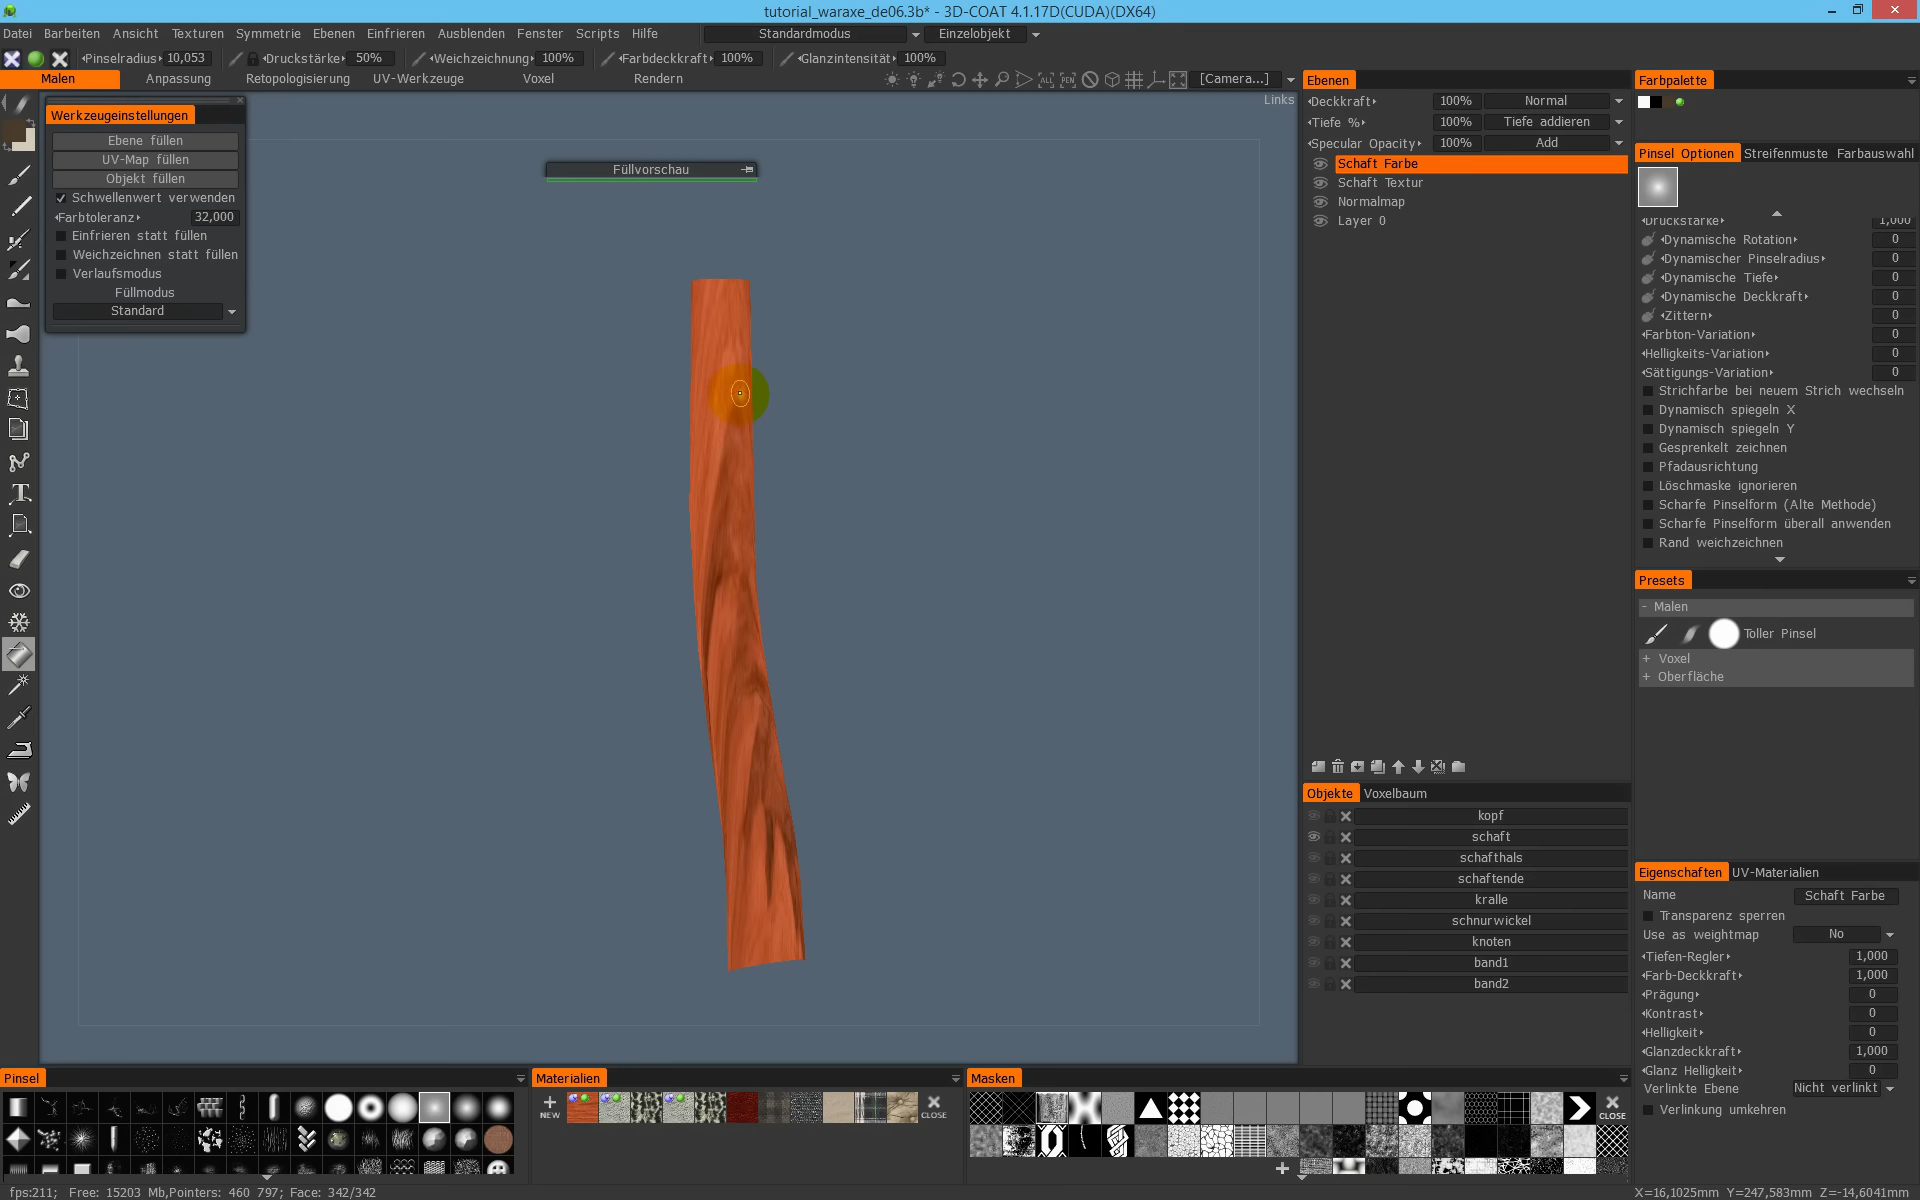 tutorial_waraxe_de06.3b* - 3D-COAT 4.1.17D(CUDA)(DX64)
Datei Bearbeiten Ansicht Texturen Symmetrie Ebenen Einfrieren Ausblenden Fenster Scripts Hilfe Standardmodus Einzelobjekt
Pinselradius 10,053 Druckstärke 50% Weichzeichnung 100% Farbdeckkraft 100% Glanzintensität 100%
Malen Anpassung Retopologisierung UV-Werkzeuge Voxel Rendern [Camera...]
Links
Werkzeugeinstellungen
Ebene füllen
UV-Map füllen
Objekt füllen
Schwellenwert verwenden
Farbtoleranz 32,000
Einfrieren statt füllen
Weichzeichnen statt füllen
Verlaufsmodus
Füllmodus
Standard
Füllvorschau
Ebenen
Deckkraft 100% Normal
Tiefe % 100% Tiefe addieren
Specular Opacity 100% Add
Schaft Farbe
Schaft Textur
Normalmap
Layer 0
Objekte Voxelbaum
kopf
schaft
schafthals
schaftende
kralle
schnurwickel
knoten
band1
band2
Farbpalette
Pinsel Optionen Streifenmuste Farbauswahl
Druckstärke 1,000
Dynamische Rotation 0
Dynamischer Pinselradius 0
Dynamische Tiefe 0
Dynamische Deckkraft 0
Zittern 0
Farbton-Variation 0
Helligkeits-Variation 0
Sättigungs-Variation 0
Strichfarbe bei neuem Strich wechseln
Dynamisch spiegeln X
Dynamisch spiegeln Y
Gesprenkelt zeichnen
Pfadausrichtung
Löschmaske ignorieren
Scharfe Pinselform (Alte Methode)
Scharfe Pinselform überall anwenden
Rand weichzeichnen
Presets
- Malen
Toller Pinsel
+ Voxel
+ Oberfläche
Eigenschaften UV-Materialien
Name Schaft Farbe
Transparenz sperren
Use as weightmap No
Tiefen-Regler 1,000
Farb-Deckkraft 1,000
Prägung 0
Kontrast 0
Helligkeit 0
Glanzdeckkraft 1,000
Glanz Helligkeit 0
Verlinkte Ebene Nicht verlinkt
Verlinkung umkehren
Pinsel Materialien Masken
NEW CLOSE CLOSE
fps:211; Free: 15203 Mb,Pointers: 460 797; Face: 342/342 X=16,1025mm Y=247,583mm Z=-14,6041mm